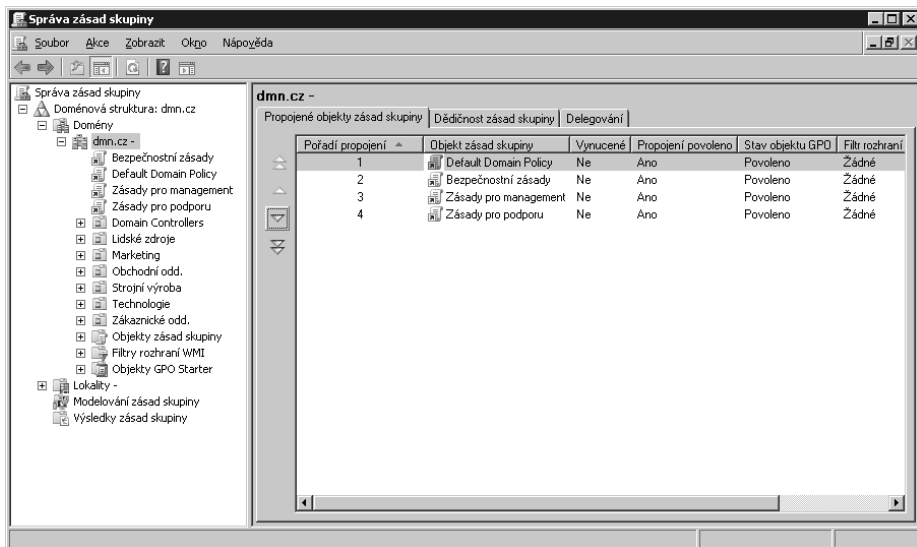 Správa zásad skupiny
Soubor Akce Zobrazit Okno Nápověda
Správa zásad skupiny
Doménová struktura: dmn.cz
Domény
dmn.cz -
Bezpečnostní zásady
Default Domain Policy
Zásady pro management
Zásady pro podporu
Domain Controllers
Lidské zdroje
Marketing
Obchodní odd.
Strojní výroba
Technologie
Zákaznické odd.
Objekty zásad skupiny
Filtry rozhraní WMI
Objekty GPO Starter
Lokality -
Modelování zásad skupiny
Výsledky zásad skupiny
dmn.cz -
Propojené objekty zásad skupiny Dědičnost zásad skupiny Delegování
Pořadí propojení Objekt zásad skupiny Vynucené Propojení povoleno Stav objektu GPO Filtr rozhraní
1 Default Domain Policy Ne Ano Povoleno Žádné
2 Bezpečnostní zásady Ne Ano Povoleno Žádné
3 Zásady pro management Ne Ano Povoleno Žádné
4 Zásady pro podporu Ne Ano Povoleno Žádné